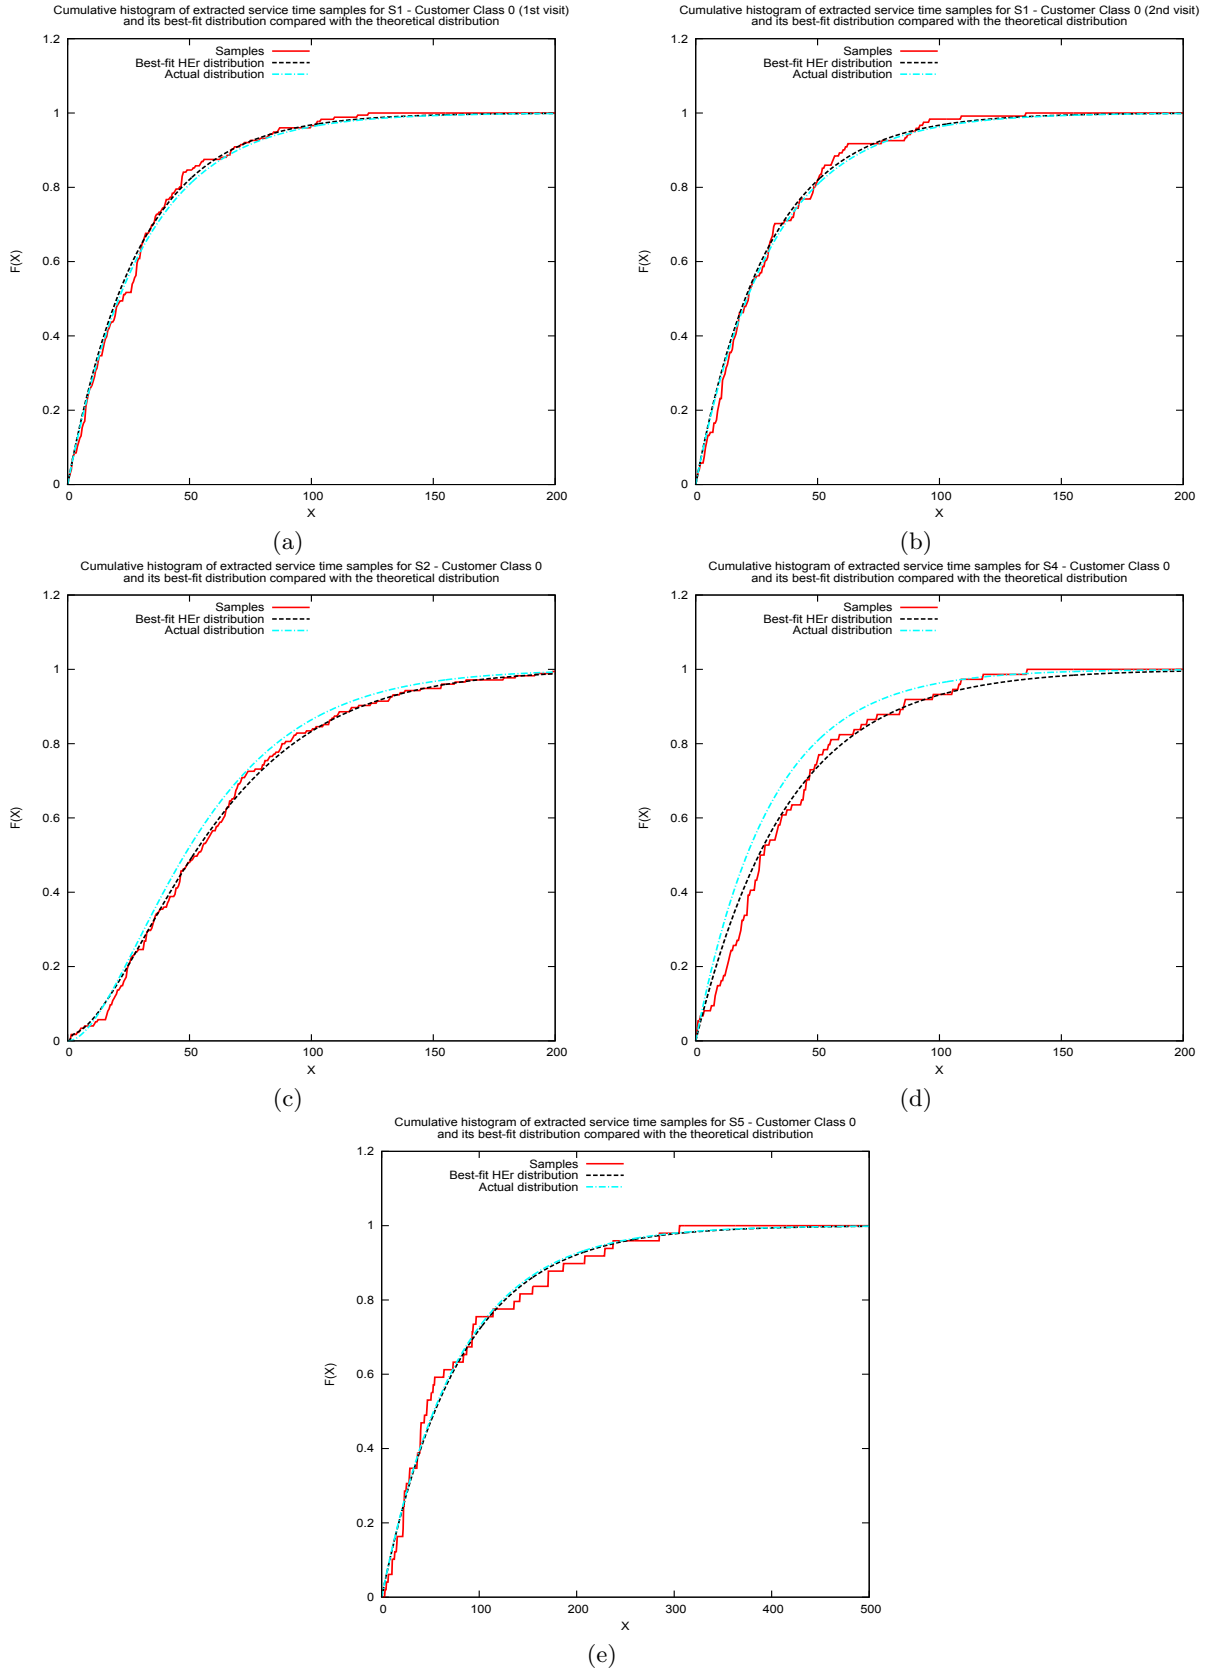 Cumulative histogram of extracted service time samples for S1 - Customer Class 0 (1st visit)
and its best-fit distribution compared with the theoretical distribution
1.2
Samples
Best-fit HEr distribution
Actual distribution
1
0.8
0.6
F(X)
0.4
0.2
0
0 50 100 150 200
X
(a)
Cumulative histogram of extracted service time samples for S1 - Customer Class 0 (2nd visit)
and its best-fit distribution compared with the theoretical distribution
1.2
Samples
Best-fit HEr distribution
Actual distribution
1
0.8
0.6
F(X)
0.4
0.2
0
0 50 100 150 200
X
(b)
Cumulative histogram of extracted service time samples for S2 - Customer Class 0
and its best-fit distribution compared with the theoretical distribution
1.2
Samples
Best-fit HEr distribution
Actual distribution
1
0.8
0.6
F(X)
0.4
0.2
0
0 50 100 150 200
X
(c)
Cumulative histogram of extracted service time samples for S4 - Customer Class 0
and its best-fit distribution compared with the theoretical distribution
1.2
Samples
Best-fit HEr distribution
Actual distribution
1
0.8
0.6
F(X)
0.4
0.2
0
0 50 100 150 200
X
(d)
Cumulative histogram of extracted service time samples for S5 - Customer Class 0
and its best-fit distribution compared with the theoretical distribution
1.2
Samples
Best-fit HEr distribution
Actual distribution
1
0.8
0.6
F(X)
0.4
0.2
0
0 100 200 300 400 500
X
(e)